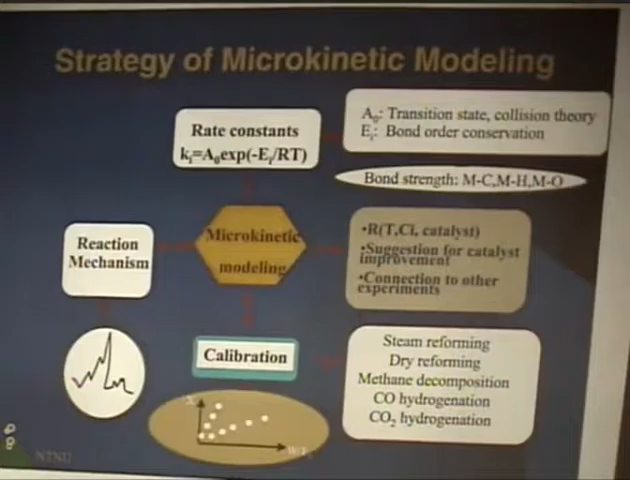 Strategy of Microkinetic Modeling
Rate constants
kᵢ=A₀exp(-Eᵢ/RT)
A₀: Transition state, collision theory
Eᵢ: Bond order conservation
Bond strength: M-C,M-H,M-O
Reaction
Mechanism
Microkinetic
modeling
•R(T,Ci, catalyst)
•Suggestion for catalyst
improvement
•Connection to other
experiments
Calibration
Steam reforming
Dry reforming
Methane decomposition
CO hydrogenation
CO₂ hydrogenation
X
NTNU